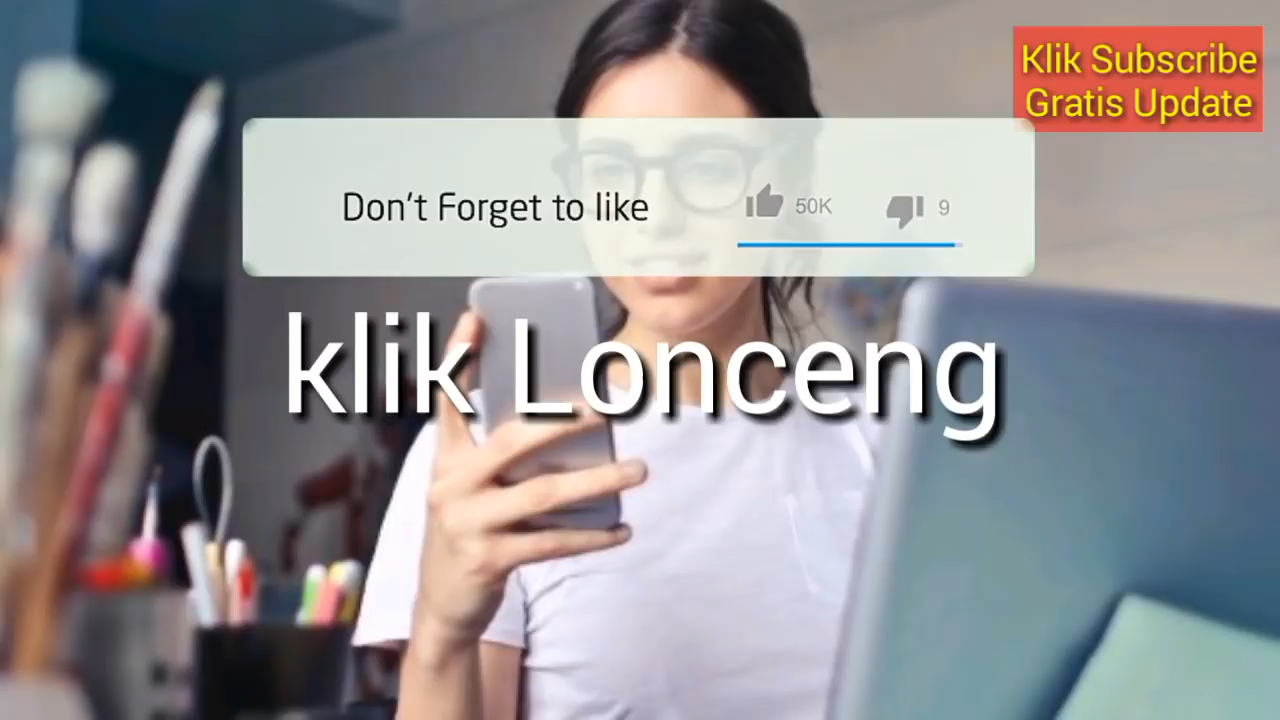 Klik Subscribe
Gratis Update
Don't Forget to like 50K 9
klik Lonceng